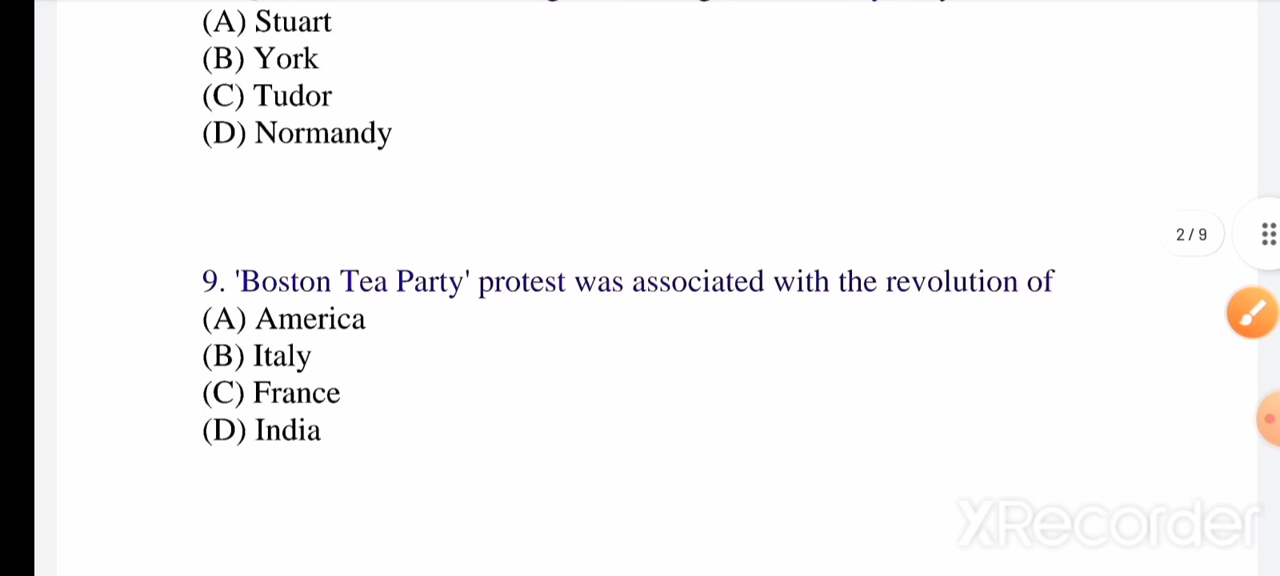 (A) Stuart
(B) York
(C) Tudor
(D) Normandy
2/9
9. 'Boston Tea Party' protest was associated with the revolution of
(A) America
(B) Italy
(C) France
(D) India
XRecorder